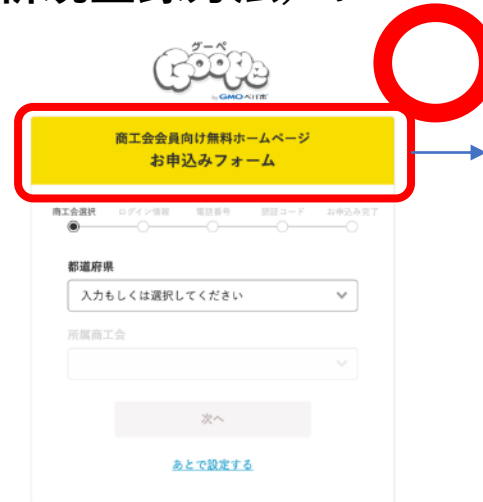 グーペ
Goope
by GMOペパボ
商工会会員向け無料ホームページ
お申込みフォーム
商工会選択 ログイン情報 電話番号 認証コード お申込み完了
都道府県
入力もしくは選択してください
所属商工会
次へ
あとで設定する